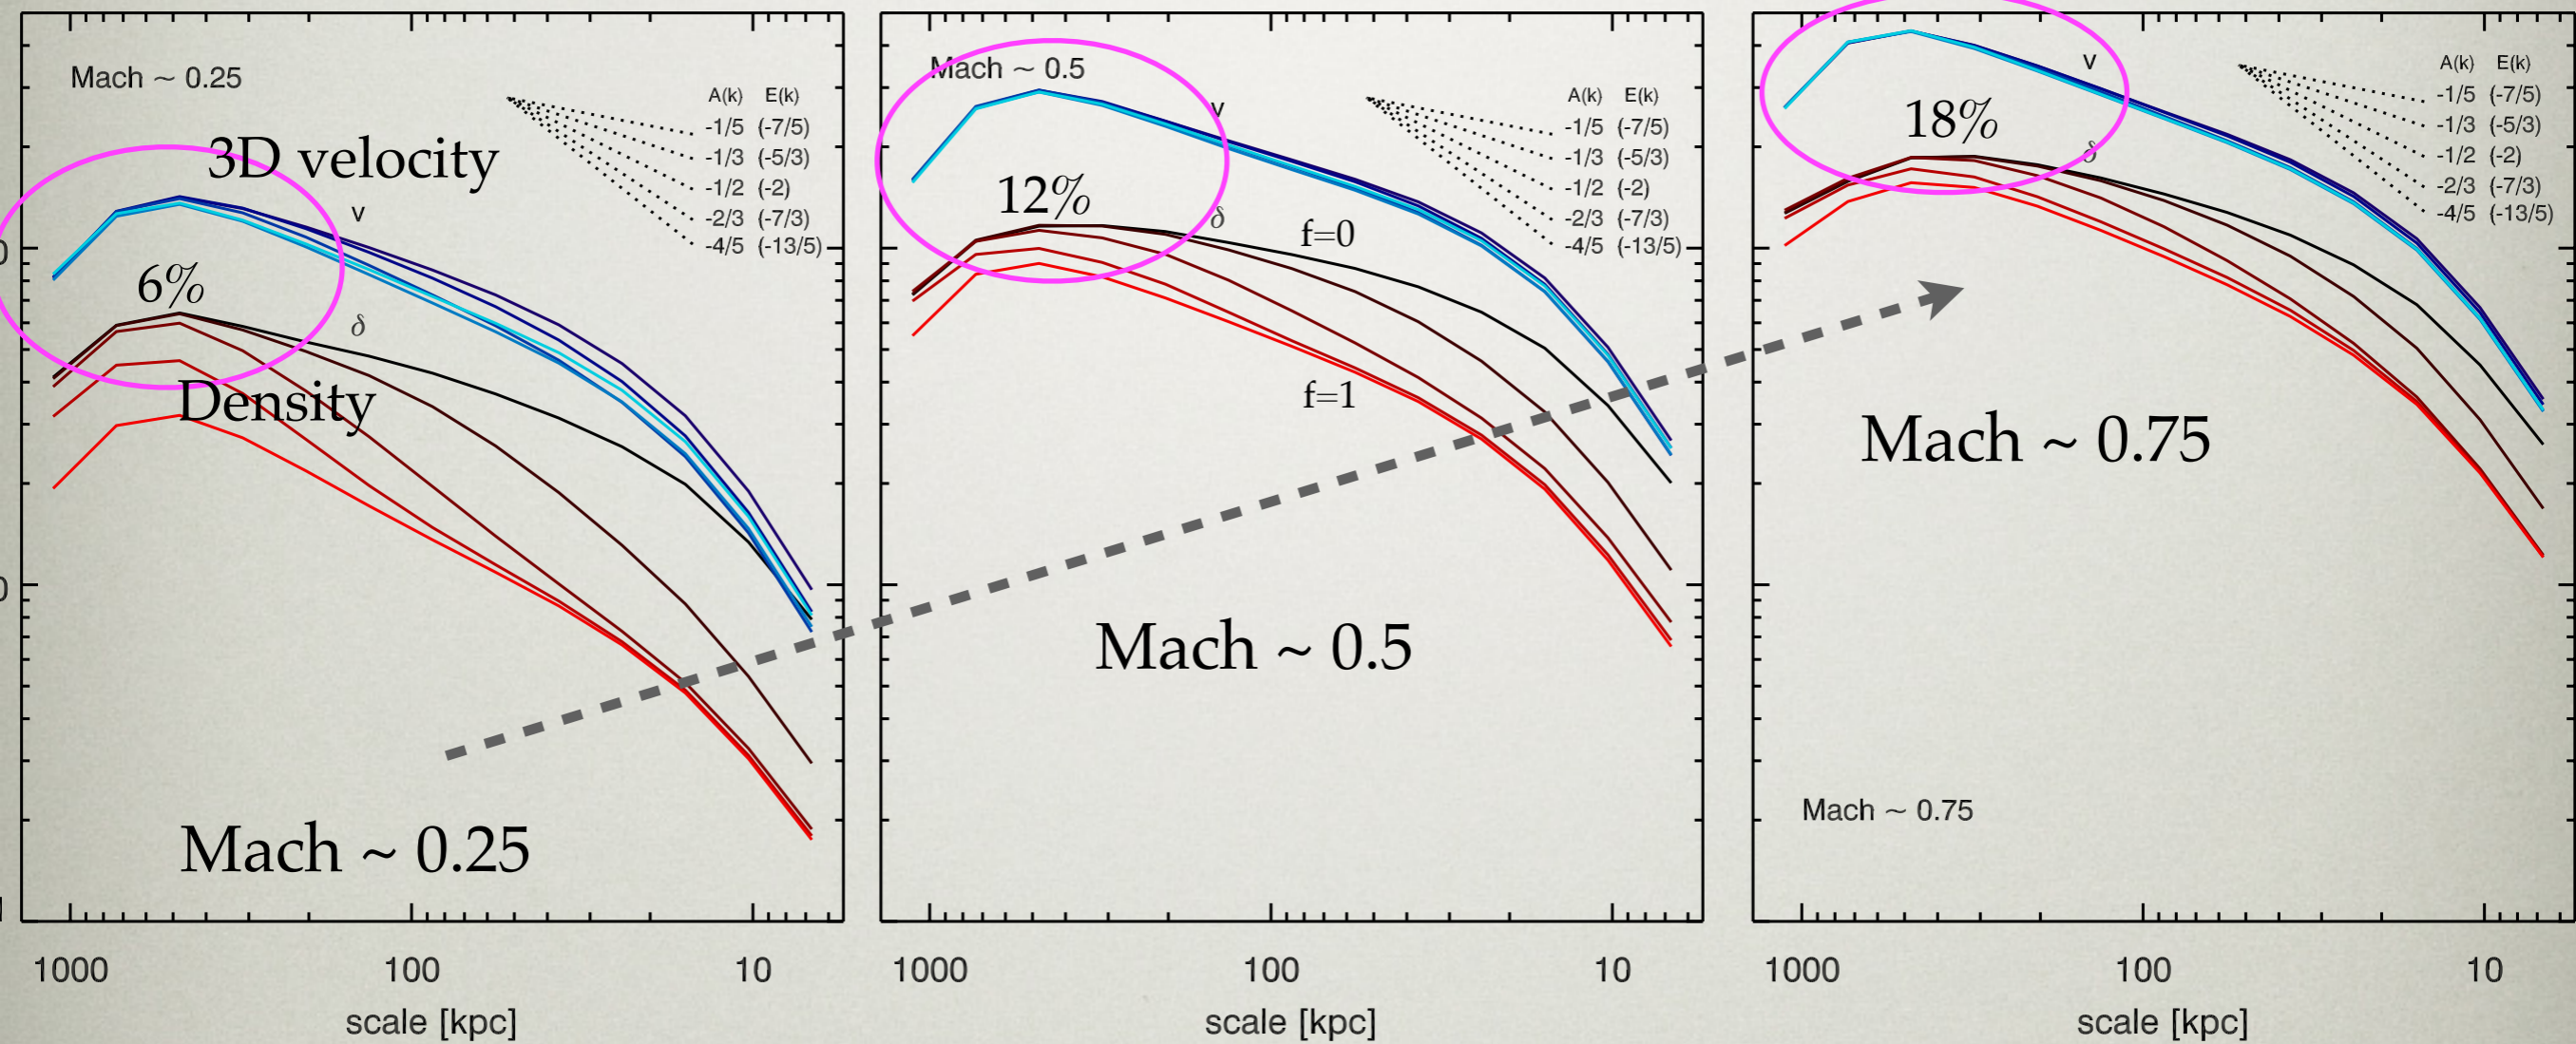 Mach ~ 0.25
3D velocity
6%
v
δ
Density
A(k) E(k)
-1/5 (-7/5)
-1/3 (-5/3)
-1/2 (-2)
-2/3 (-7/3)
-4/5 (-13/5)
Mach ~ 0.25
1000 100 10
scale [kpc]
Mach ~ 0.5
12%
v
δ
f=0
f=1
A(k) E(k)
-1/5 (-7/5)
-1/3 (-5/3)
-1/2 (-2)
-2/3 (-7/3)
-4/5 (-13/5)
Mach ~ 0.5
1000 100 10
scale [kpc]
18%
v
δ
A(k) E(k)
-1/5 (-7/5)
-1/3 (-5/3)
-1/2 (-2)
-2/3 (-7/3)
-4/5 (-13/5)
Mach ~ 0.75
Mach ~ 0.75
1000 100 10
scale [kpc]